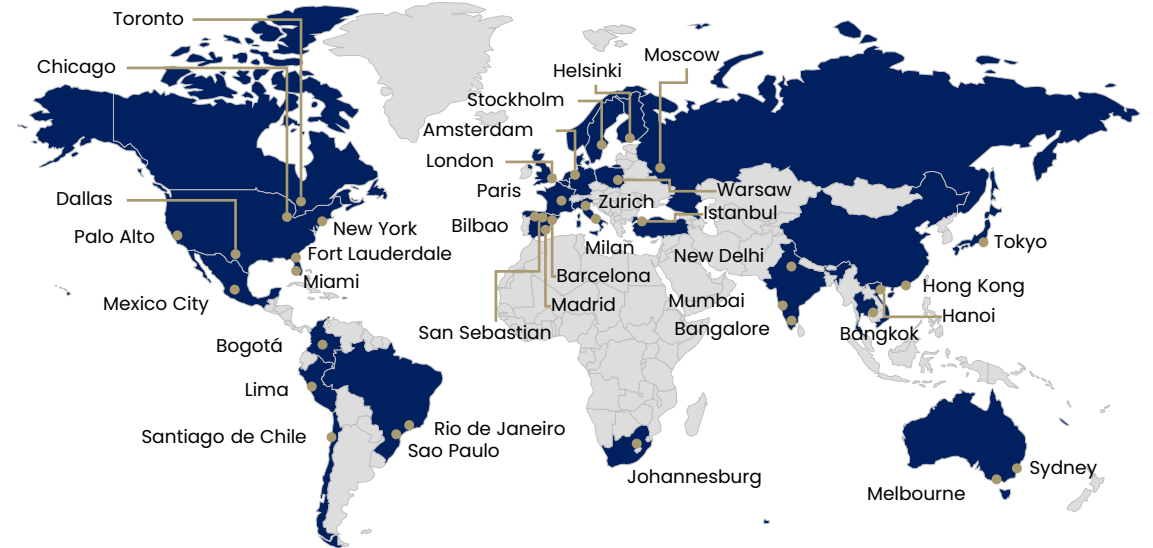 Toronto
Moscow
Chicago
Helsinki
Stockholm
Amsterdam
London
Paris
Warsaw
Dallas
Zurich
Istanbul
Bilbao
New York
Palo Alto
Tokyo
Milan
Fort Lauderdale
New Delhi
Barcelona
Miami
Hong Kong
Mexico City
Madrid
Mumbai
Hanoi
San Sebastian
Bangalore
Bangkok
Bogotá
Lima
Rio de Janeiro
Santiago de Chile
Sao Paulo
Sydney
Johannesburg
Melbourne